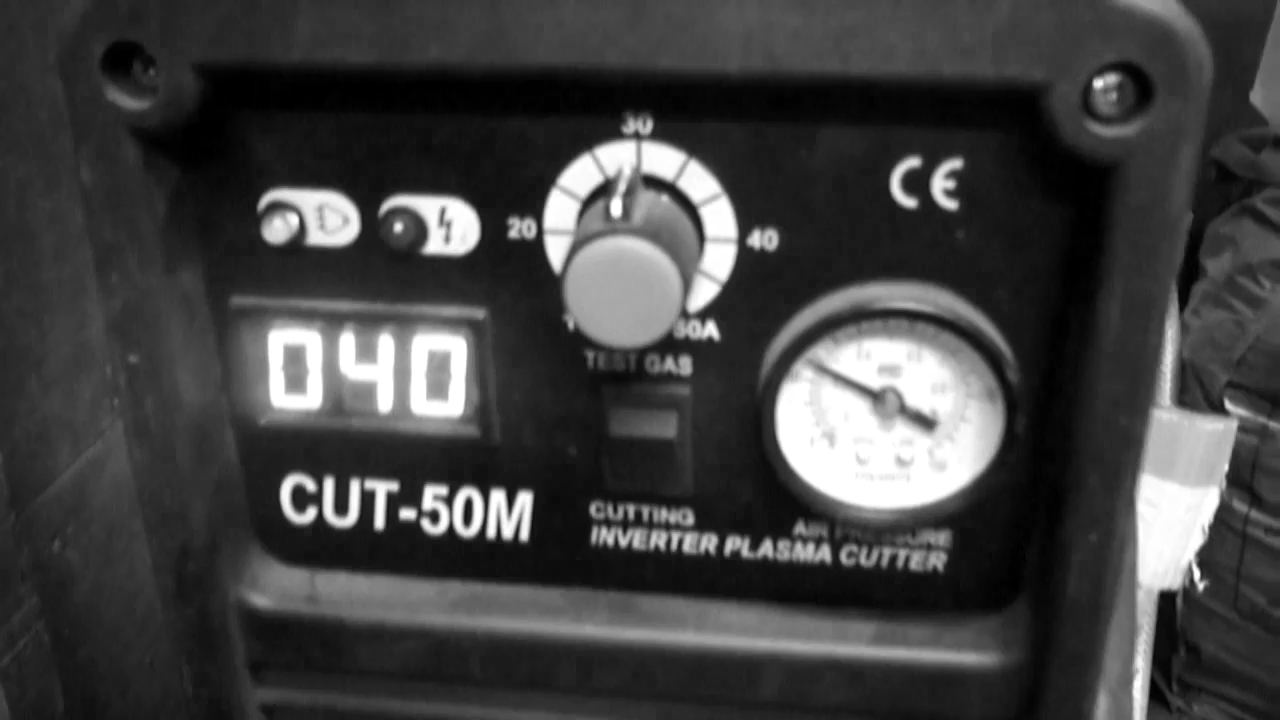 30
CE
20
40
50A
040
TEST GAS
CUT-50M
CUTTING
AIR PRESSURE
INVERTER PLASMA CUTTER